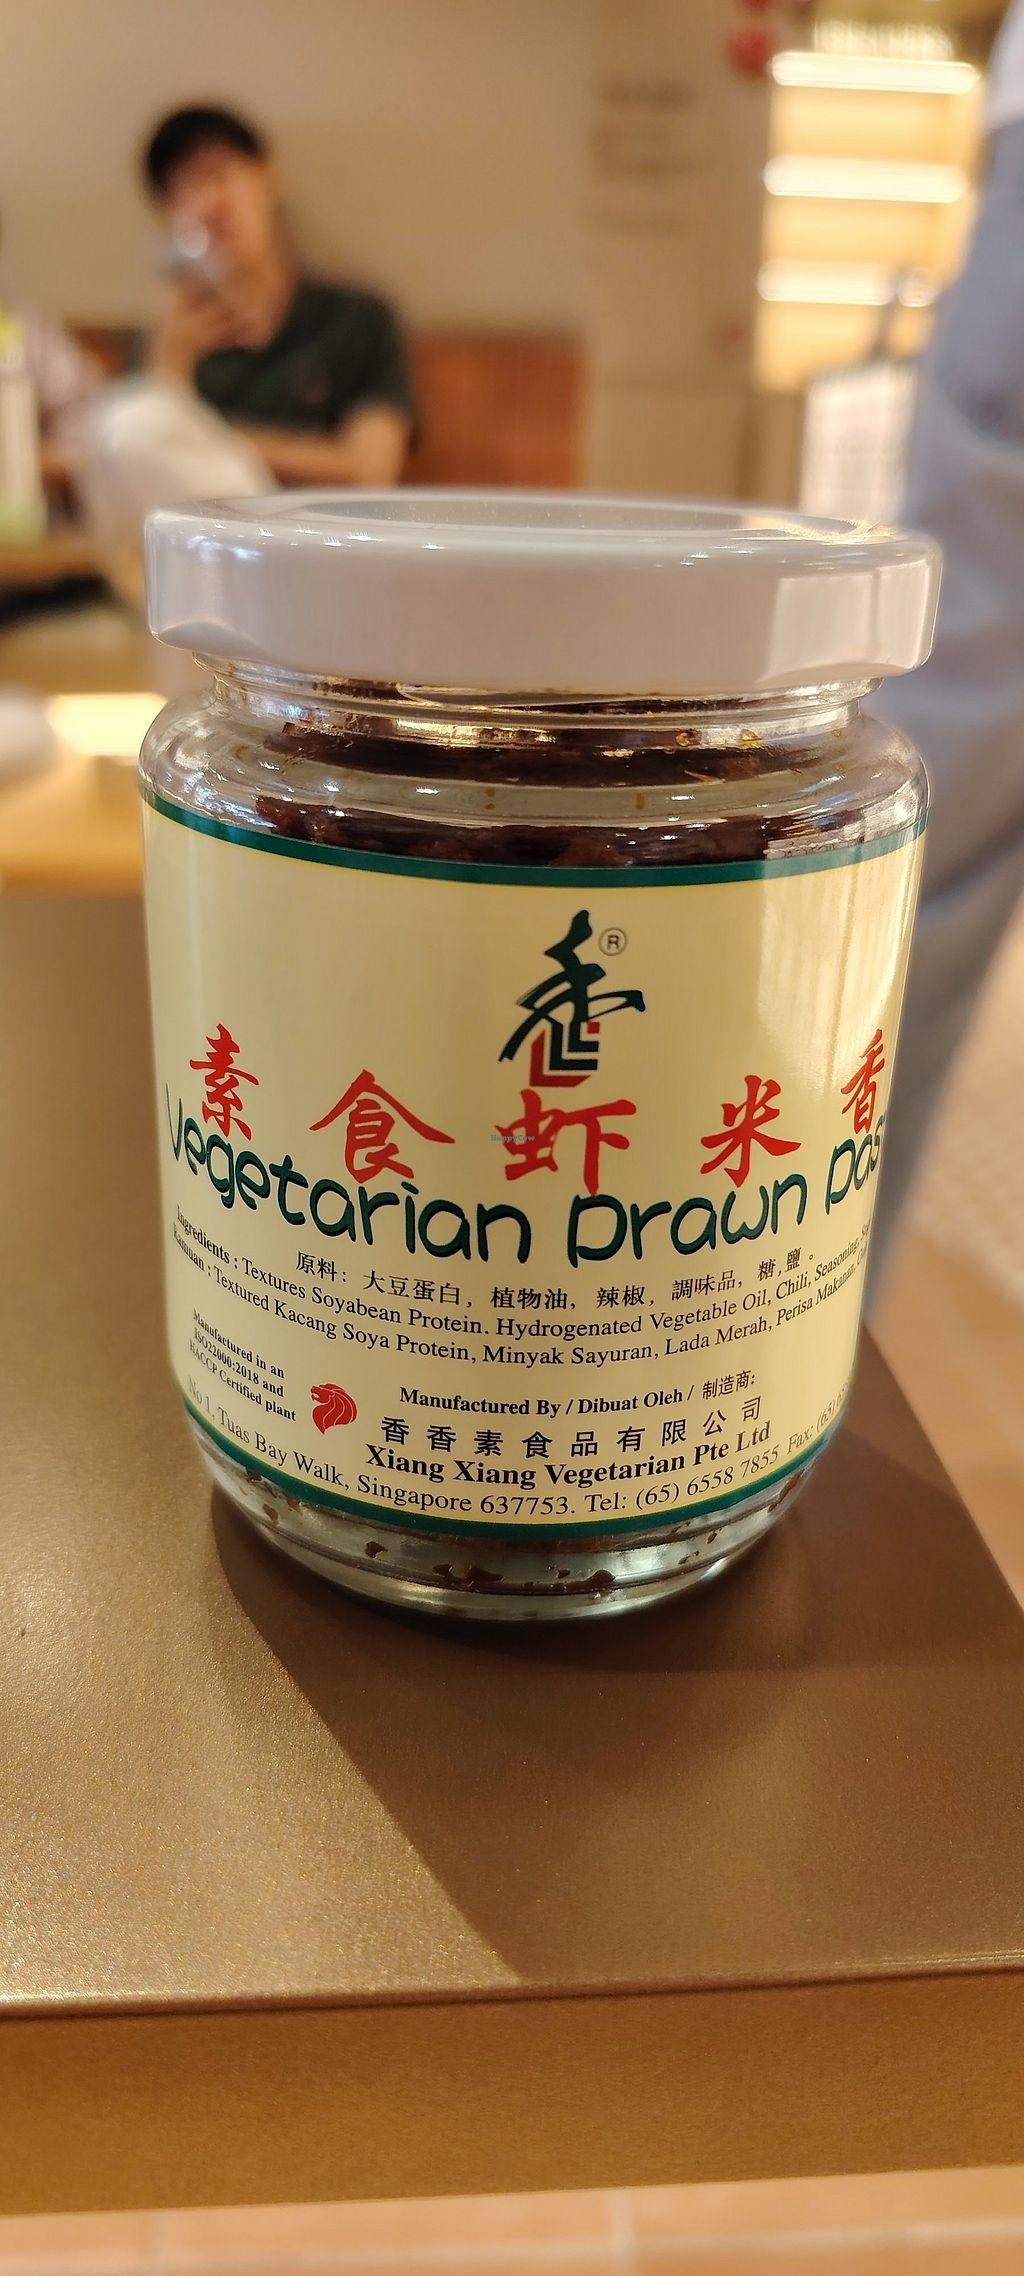 ®
素食虾米香
Vegetarian Prawn
原料：大豆蛋白，植物油，辣椒，調味品，糖,鹽。
Ingredients : Textures Soyabean Protein. Hydrogenated Vegetable Oil, Chili, Seasoning,
Textured Kacang Soya Protein, Minyak Sayuran, Lada Merah, Perisa Makanan,
Manufactured in an
ISO22000:2018 and
HACCP Certified plant
Manufactured By / Dibuat Oleh / 制造商:
香香素食品有限公司
Xiang Xiang Vegetarian Pte Ltd
No 1, Tuas Bay Walk, Singapore 637753. Tel: (65) 6558 7855 Fax: (65)
HappyCow